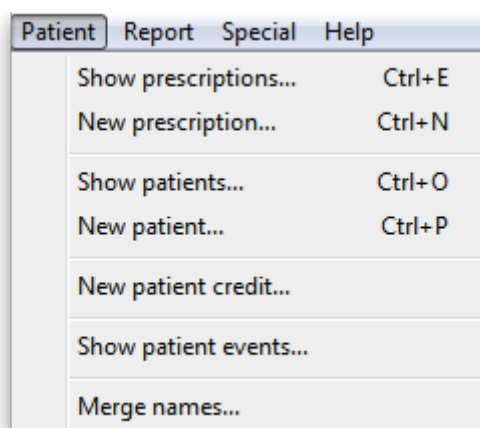 Patient Report Special Help
Show prescriptions... Ctrl+E
New prescription... Ctrl+N
Show patients... Ctrl+O
New patient... Ctrl+P
New patient credit...
Show patient events...
Merge names...